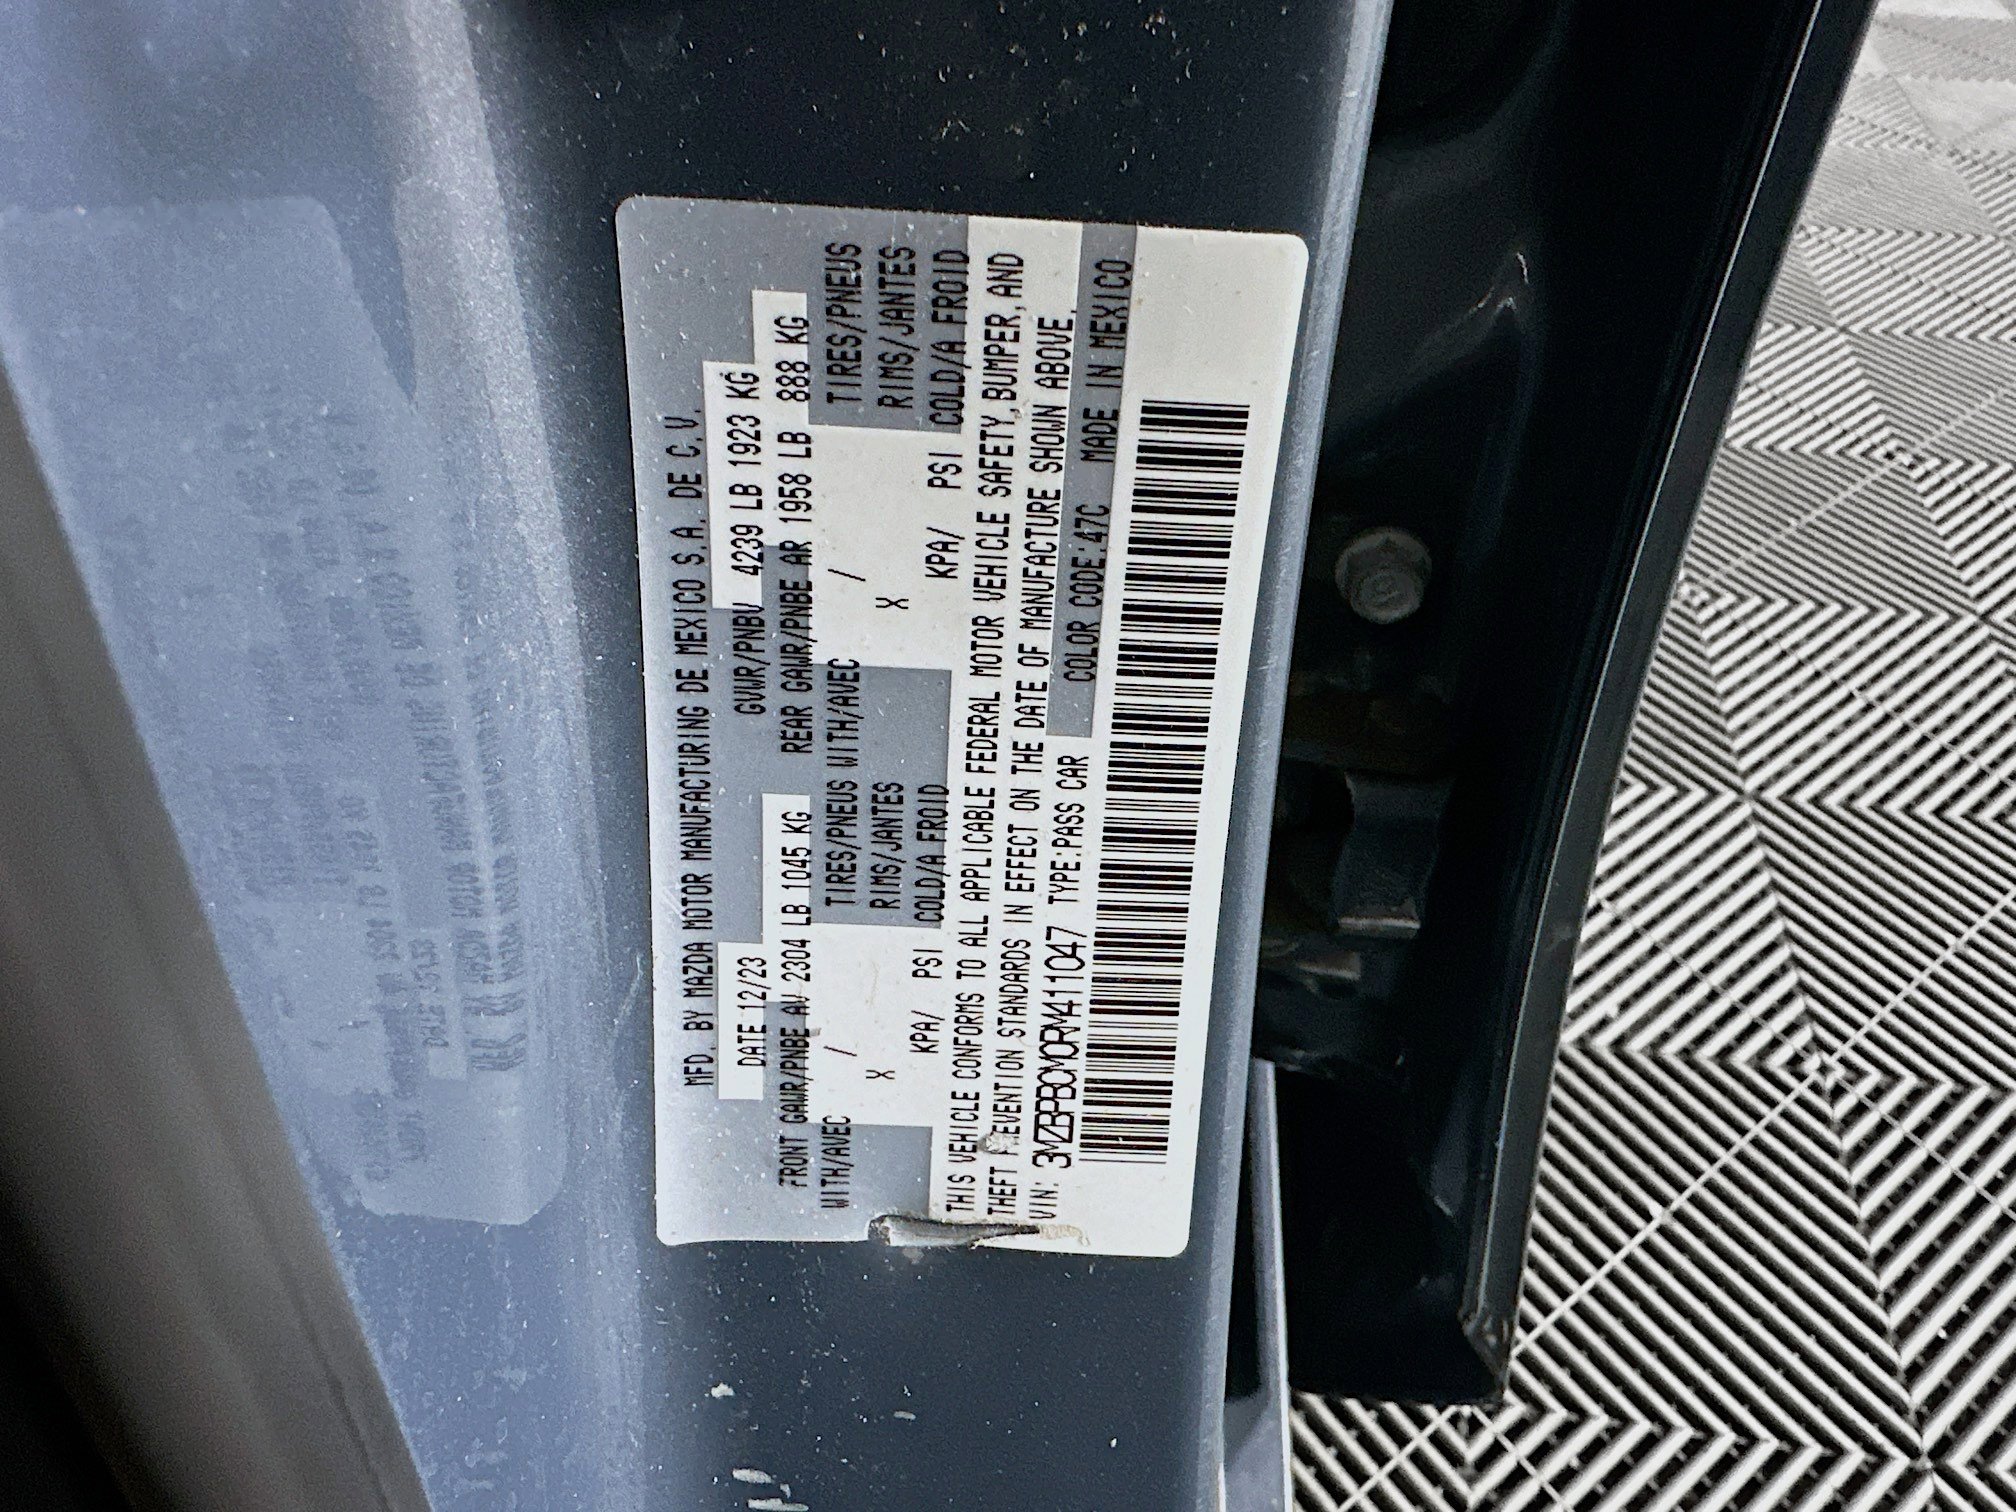 MFD. BY MAZDA MOTOR MANUFACTURING DE MEXICO S.A. DE C.V.
DATE 12/23 GVWR/PNBV 4239 LB 1923 KG
FRONT GAWR/PNBE AV 2304 LB 1045 KG REAR GAWR/PNBE AR 1958 LB 888 KG
WITH/AVEC / TIRES/PNEUS WITH/AVEC / TIRES/PNEUS
X RIMS/JANTES X RIMS/JANTES
KPA/ PSI COLD/A FROID KPA/ PSI COLD/A FROID
THIS VEHICLE CONFORMS TO ALL APPLICABLE FEDERAL MOTOR VEHICLE SAFETY, BUMPER, AND
THEFT PREVENTION STANDARDS IN EFFECT ON THE DATE OF MANUFACTURE SHOWN ABOVE.
VIN: 3MZBPBCM0RM411047 TYPE:PASS CAR COLOR CODE:47C MADE IN MEXICO